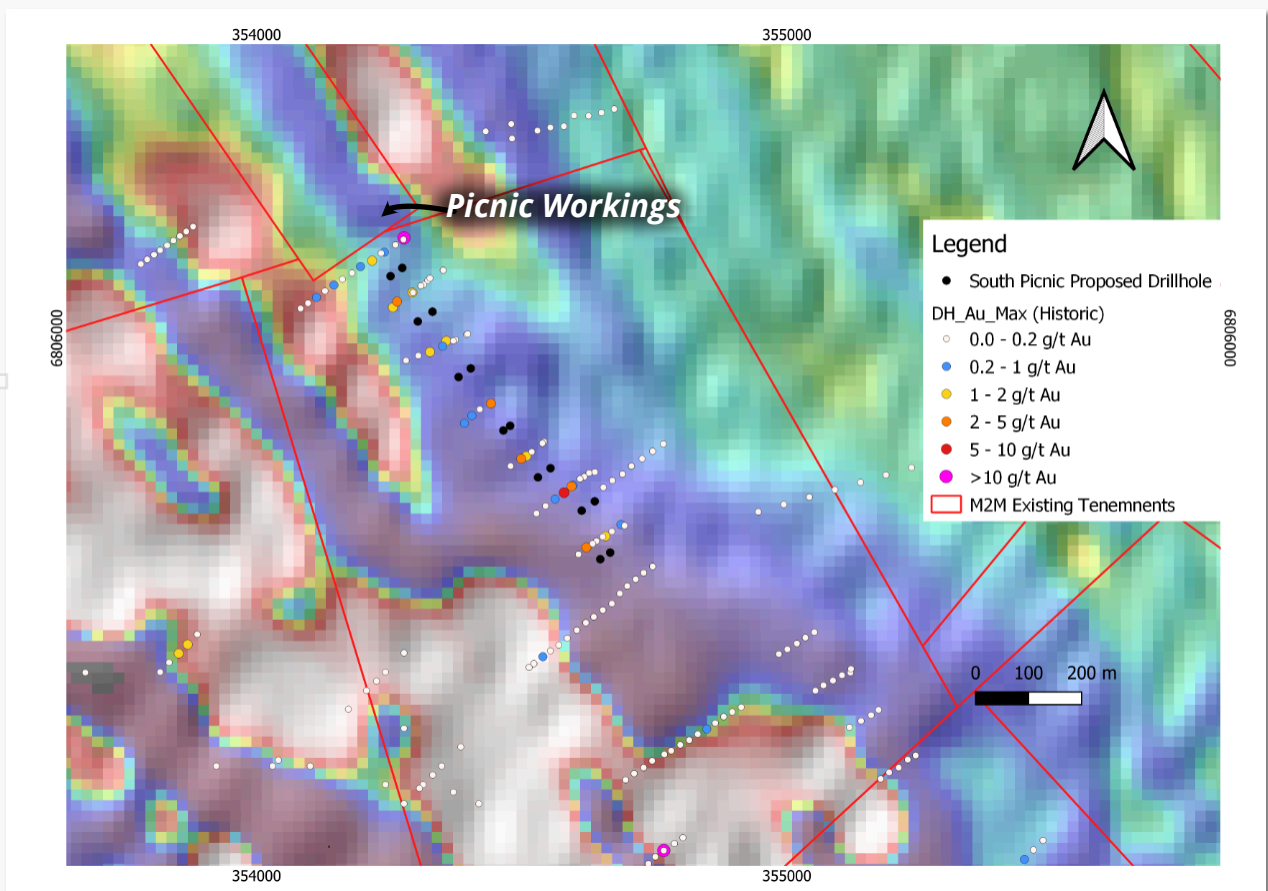 354000
355000
Picnic Workings
Legend
South Picnic Proposed Drillhole
DH_Au_Max (Historic)
0.0 - 0.2 g/t Au
0.2 - 1 g/t Au
1 - 2 g/t Au
2 - 5 g/t Au
5 - 10 g/t Au
>10 g/t Au
M2M Existing Tenemnents
6806000
6806000
0 100 200 m
354000
355000